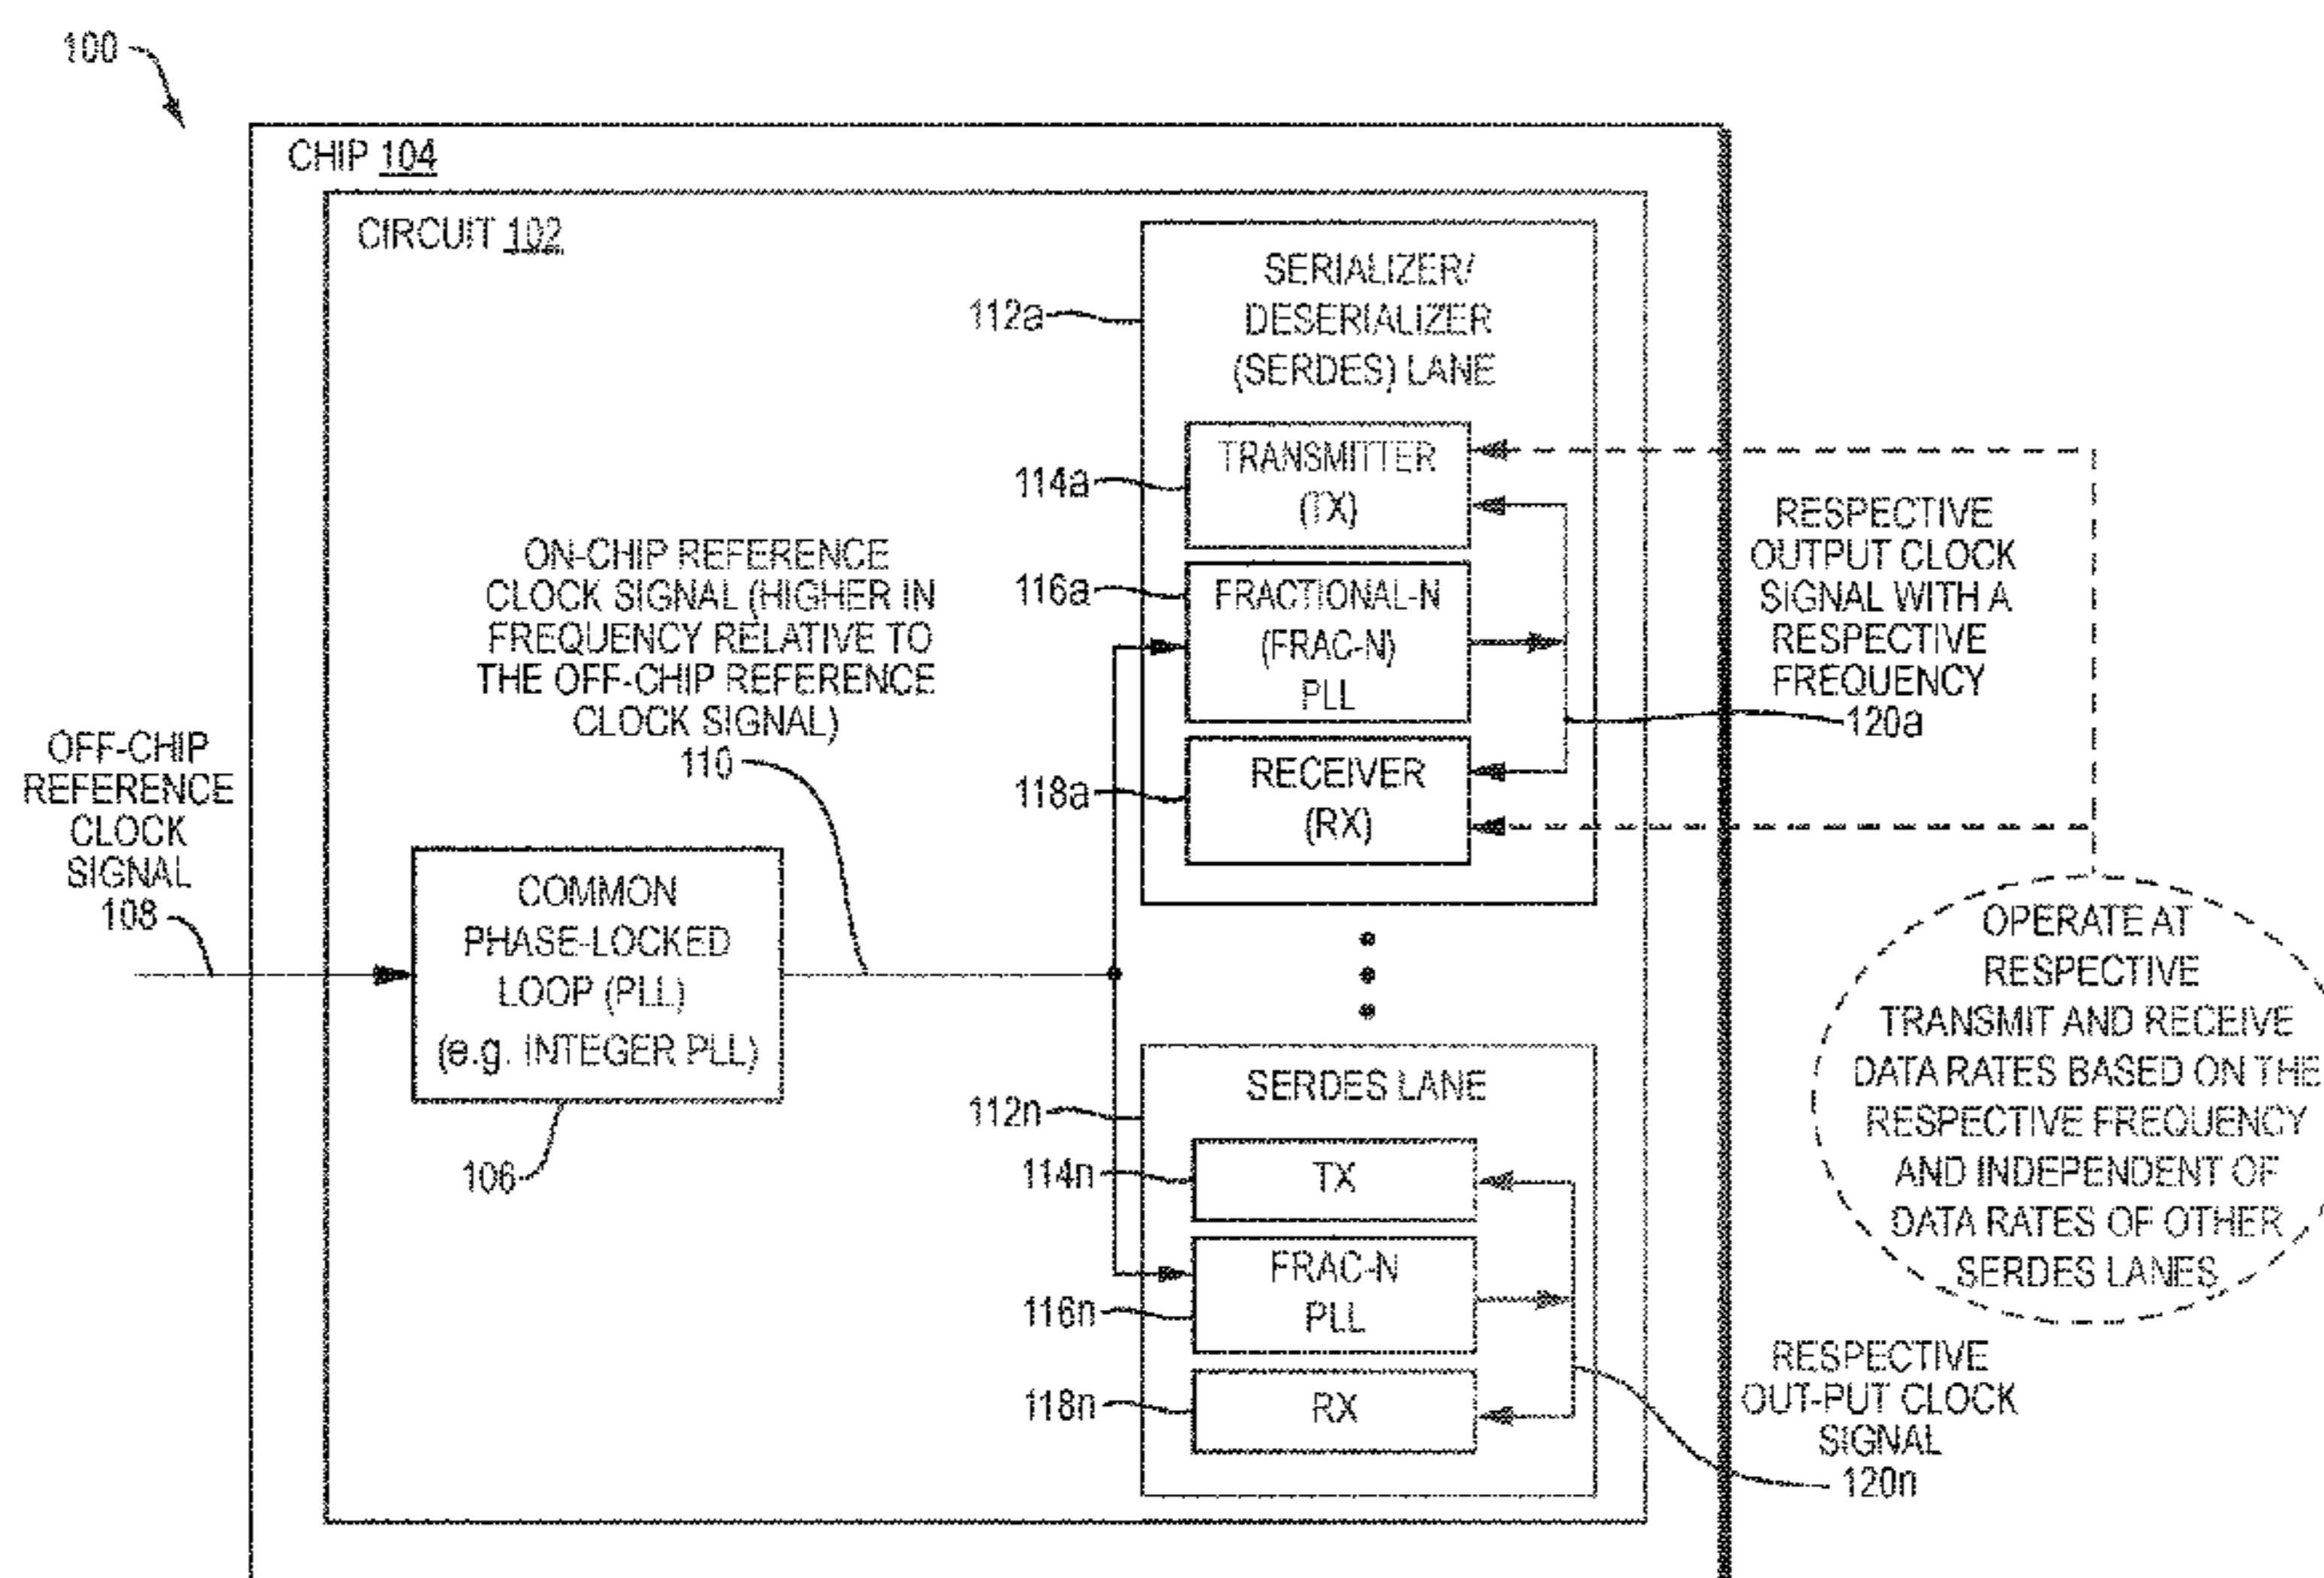 100
CHIP 104
CIRCUIT 102
SERIALIZER/
DESERIALIZER
(SERDES) LANE
112a
TRANSMITTER
(TX)
114a
FRACTIONAL-N
(FRAC-N)
PLL
116a
RECEIVER
(RX)
118a
RESPECTIVE
OUTPUT CLOCK
SIGNAL WITH A
RESPECTIVE
FREQUENCY
120a
ON-CHIP REFERENCE
CLOCK SIGNAL (HIGHER IN
FREQUENCY RELATIVE TO
THE OFF-CHIP REFERENCE
CLOCK SIGNAL)
110
OFF-CHIP
REFERENCE
CLOCK
SIGNAL
108
COMMON
PHASE-LOCKED
LOOP (PLL)
(e.g. INTEGER PLL)
106
OPERATE AT
RESPECTIVE
TRANSMIT AND RECEIVE
DATA RATES BASED ON THE
RESPECTIVE FREQUENCY
AND INDEPENDENT OF
DATA RATES OF OTHER
SERDES LANES
SERDES LANE
112n
TX
114n
FRAC-N
PLL
116n
RX
118n
RESPECTIVE
OUT-PUT CLOCK
SIGNAL
120n